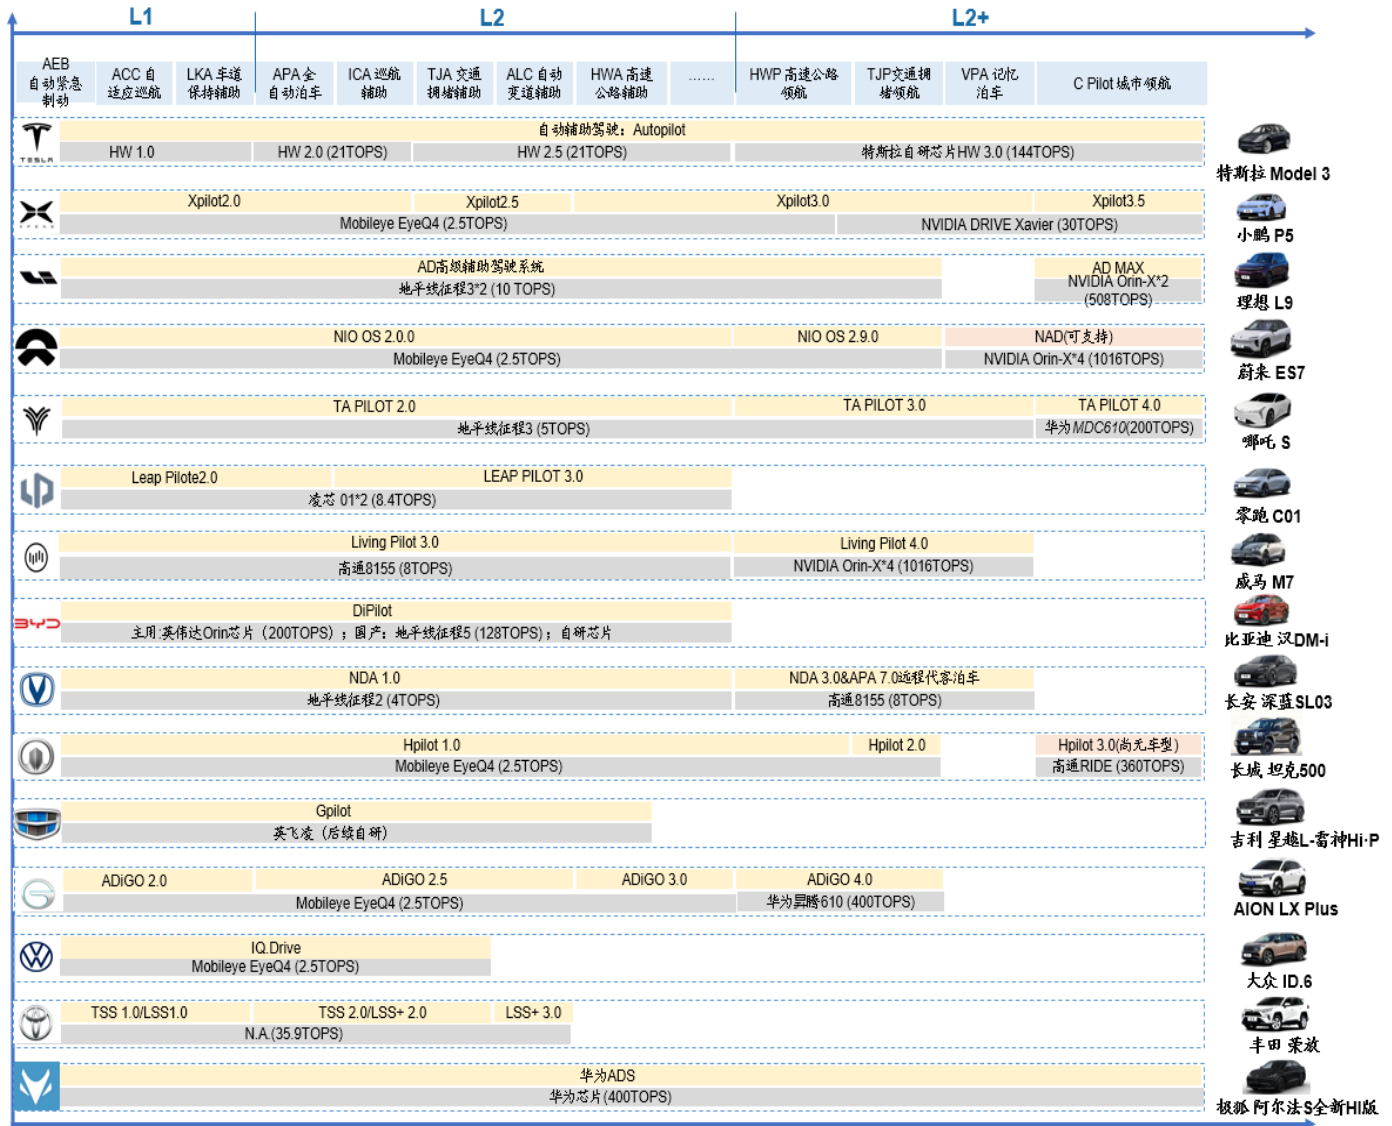 L1
L2
L2+
AEB
自动紧急
制动
ACC 自
适应巡航
LKA 车道
保持辅助
APA 全
自动泊车
ICA 巡航
辅助
TJA 交通
拥堵辅助
ALC 自动
变道辅助
HWA 高速
公路辅助
……
HWP 高速公路
领航
TJP交通拥
堵领航
VPA 记忆
泊车
C Pilot 城市领航
TESLA
自动辅助驾驶：Autopilot
HW 1.0
HW 2.0 (21TOPS)
HW 2.5 (21TOPS)
特斯拉自研芯片HW 3.0 (144TOPS)
特斯拉 Model 3
XPENG
Xpilot2.0
Xpilot2.5
Xpilot3.0
Xpilot3.5
Mobileye EyeQ4 (2.5TOPS)
NVIDIA DRIVE Xavier (30TOPS)
小鹏 P5
AD高级辅助驾驶系统
AD MAX
地平线征程3*2 (10 TOPS)
NVIDIA Orin-X*2
(508TOPS)
理想 L9
NIO OS 2.0.0
NIO OS 2.9.0
NAD(可支持)
Mobileye EyeQ4 (2.5TOPS)
NVIDIA Orin-X*4 (1016TOPS)
蔚来 ES7
TA PILOT 2.0
TA PILOT 3.0
TA PILOT 4.0
地平线征程3 (5TOPS)
华为MDC610(200TOPS)
哪吒 S
Leap Pilote2.0
LEAP PILOT 3.0
凌芯 01*2 (8.4TOPS)
零跑 C01
Living Pilot 3.0
Living Pilot 4.0
高通8155 (8TOPS)
NVIDIA Orin-X*4 (1016TOPS)
威马 M7
BYD
DiPilot
主用:英伟达Orin芯片（200TOPS）；国产：地平线征程5 (128TOPS)；自研芯片
比亚迪 汉DM-i
NDA 1.0
NDA 3.0&APA 7.0远程代客泊车
地平线征程2 (4TOPS)
高通8155 (8TOPS)
长安 深蓝SL03
Hpilot 1.0
Hpilot 2.0
Hpilot 3.0(尚无车型)
Mobileye EyeQ4 (2.5TOPS)
高通RIDE (360TOPS)
长城 坦克500
Gpilot
英飞凌（后续自研）
吉利 星越L-雷神Hi·P
ADiGO 2.0
ADiGO 2.5
ADiGO 3.0
ADiGO 4.0
Mobileye EyeQ4 (2.5TOPS)
华为昇腾610 (400TOPS)
AION LX Plus
IQ.Drive
Mobileye EyeQ4 (2.5TOPS)
大众 ID.6
TSS 1.0/LSS1.0
TSS 2.0/LSS+ 2.0
LSS+ 3.0
N.A.(35.9TOPS)
丰田 荣放
华为ADS
华为芯片(400TOPS)
极狐 阿尔法S全新HI版